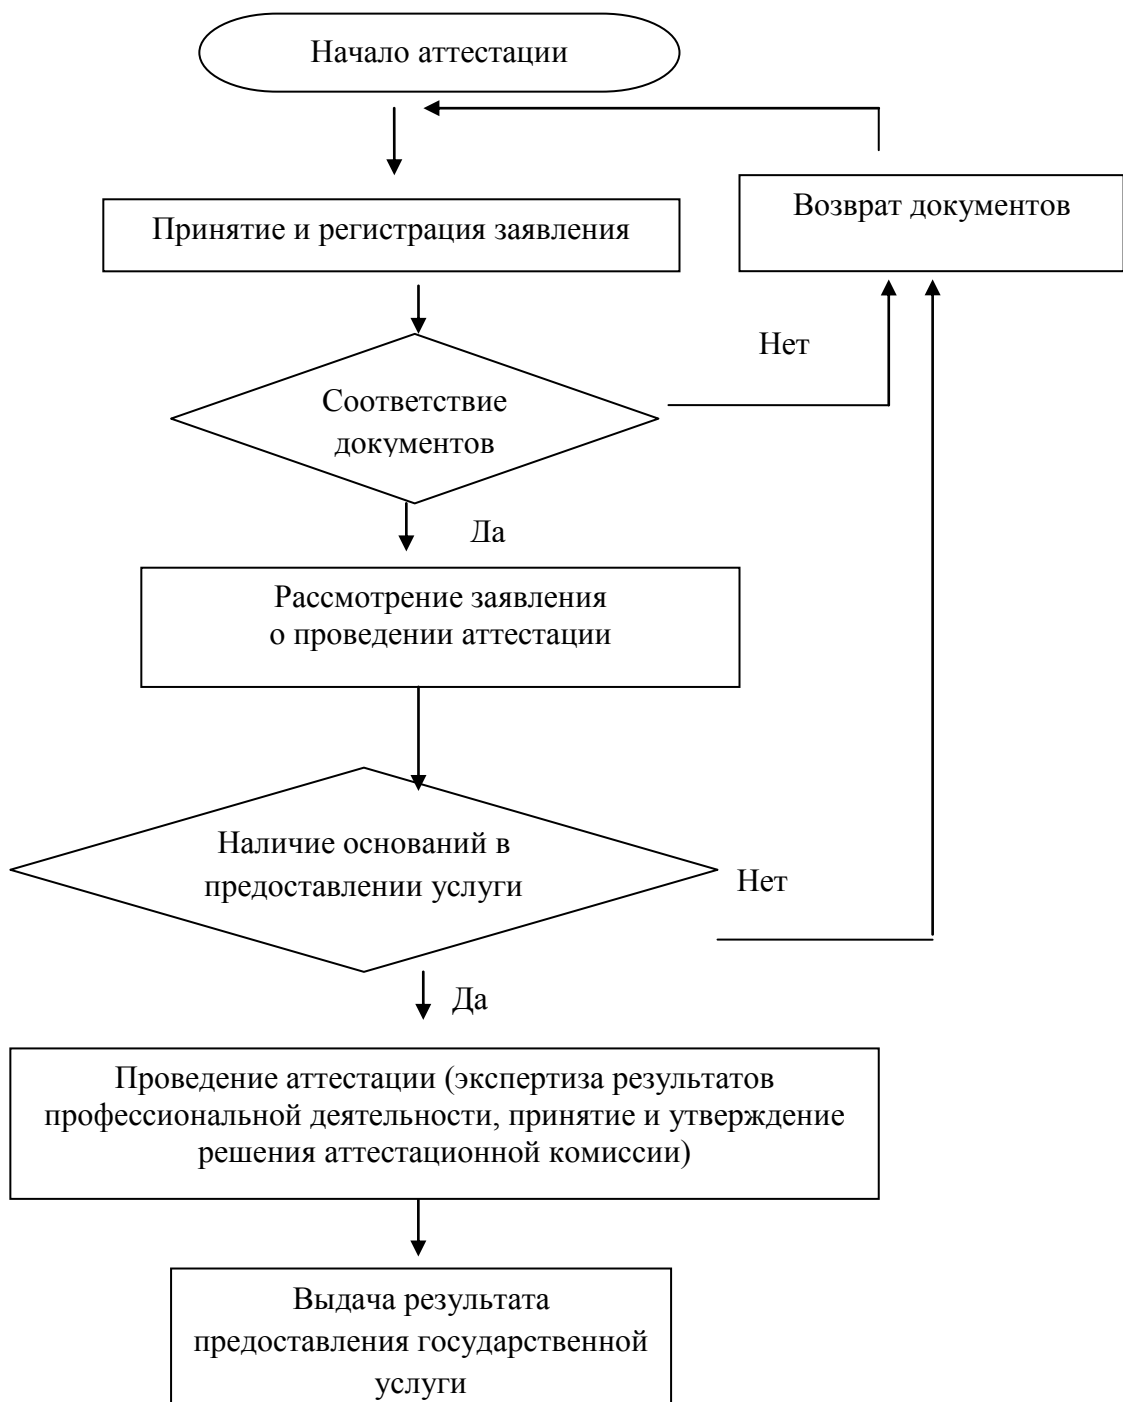 Начало аттестации
Принятие и регистрация заявления
Возврат документов
Нет
Соответствие
документов
Да
Рассмотрение заявления
о проведении аттестации
Наличие оснований в
предоставлении услуги
Нет
Да
Проведение аттестации (экспертиза результатов
профессиональной деятельности, принятие и утверждение
решения аттестационной комиссии)
Выдача результата
предоставления государственной
услуги